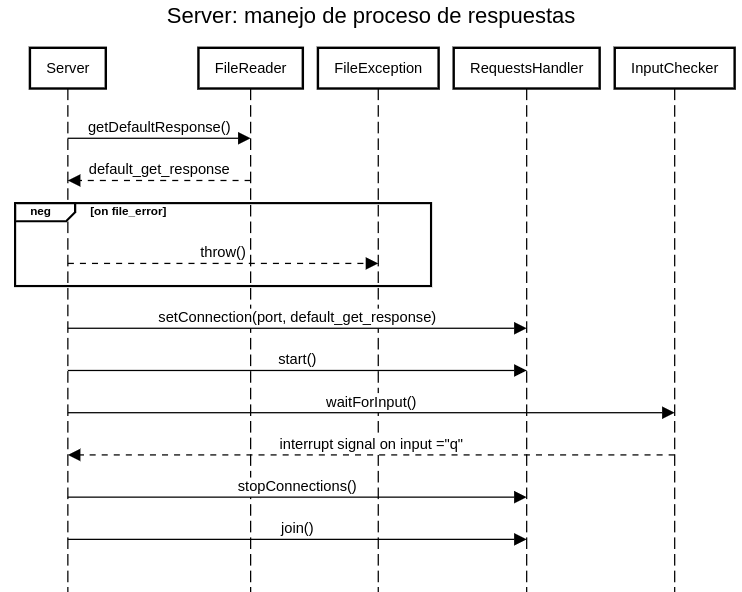 Server: manejo de proceso de respuestas
Server
FileReader
FileException
RequestsHandler
InputChecker
getDefaultResponse()
default_get_response
neg
[on file_error]
throw()
setConnection(port, default_get_response)
start()
waitForInput()
interrupt signal on input ="q"
stopConnections()
join()